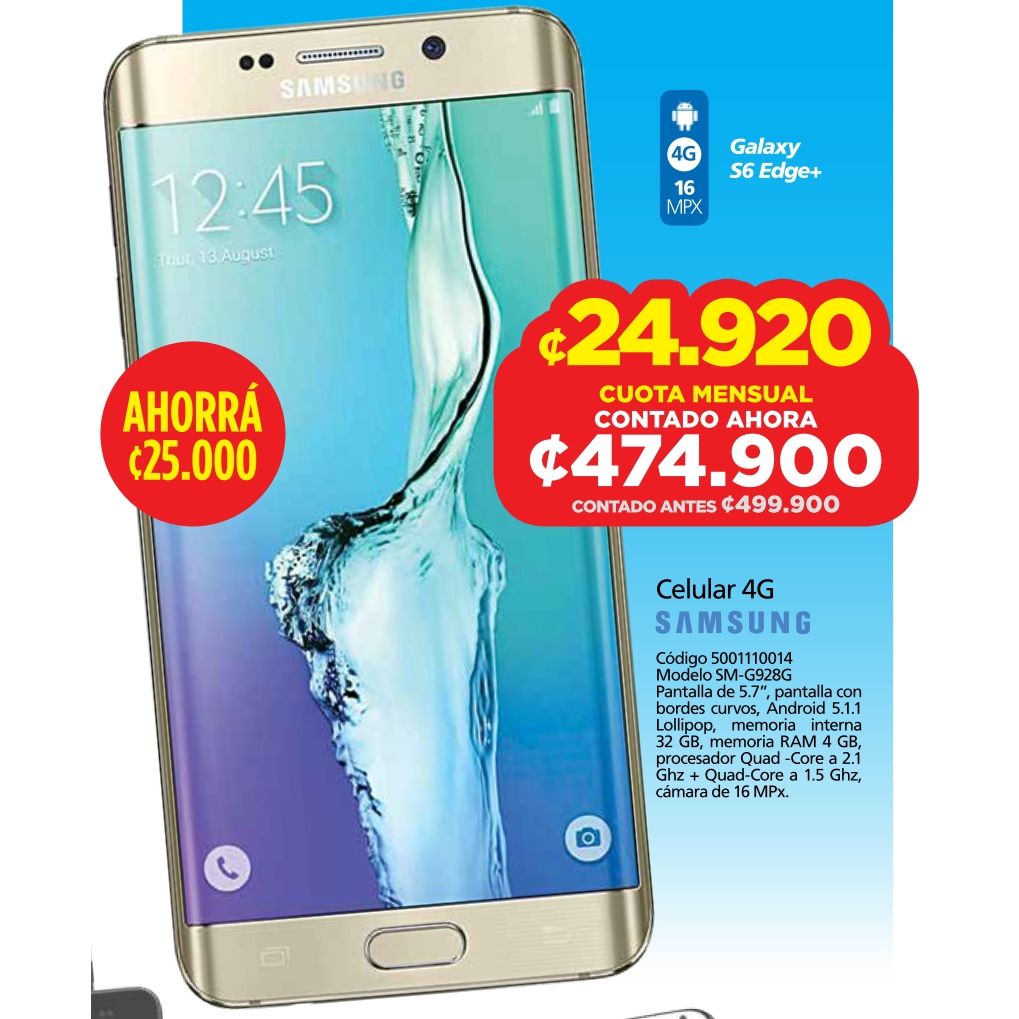 SAMSUNG
12:45
Thur, 13 August
4G
16
MPX
Galaxy
S6 Edge+
AHORRÁ
¢25.000
¢24.920
CUOTA MENSUAL
CONTADO AHORA
¢474.900
CONTADO ANTES ¢499.900
Celular 4G
SAMSUNG
Código 5001110014
Modelo SM-G928G
Pantalla de 5.7”, pantalla con
bordes curvos, Android 5.1.1
Lollipop, memoria interna
32 GB, memoria RAM 4 GB,
procesador Quad -Core a 2.1
Ghz + Quad-Core a 1.5 Ghz,
cámara de 16 MPx.